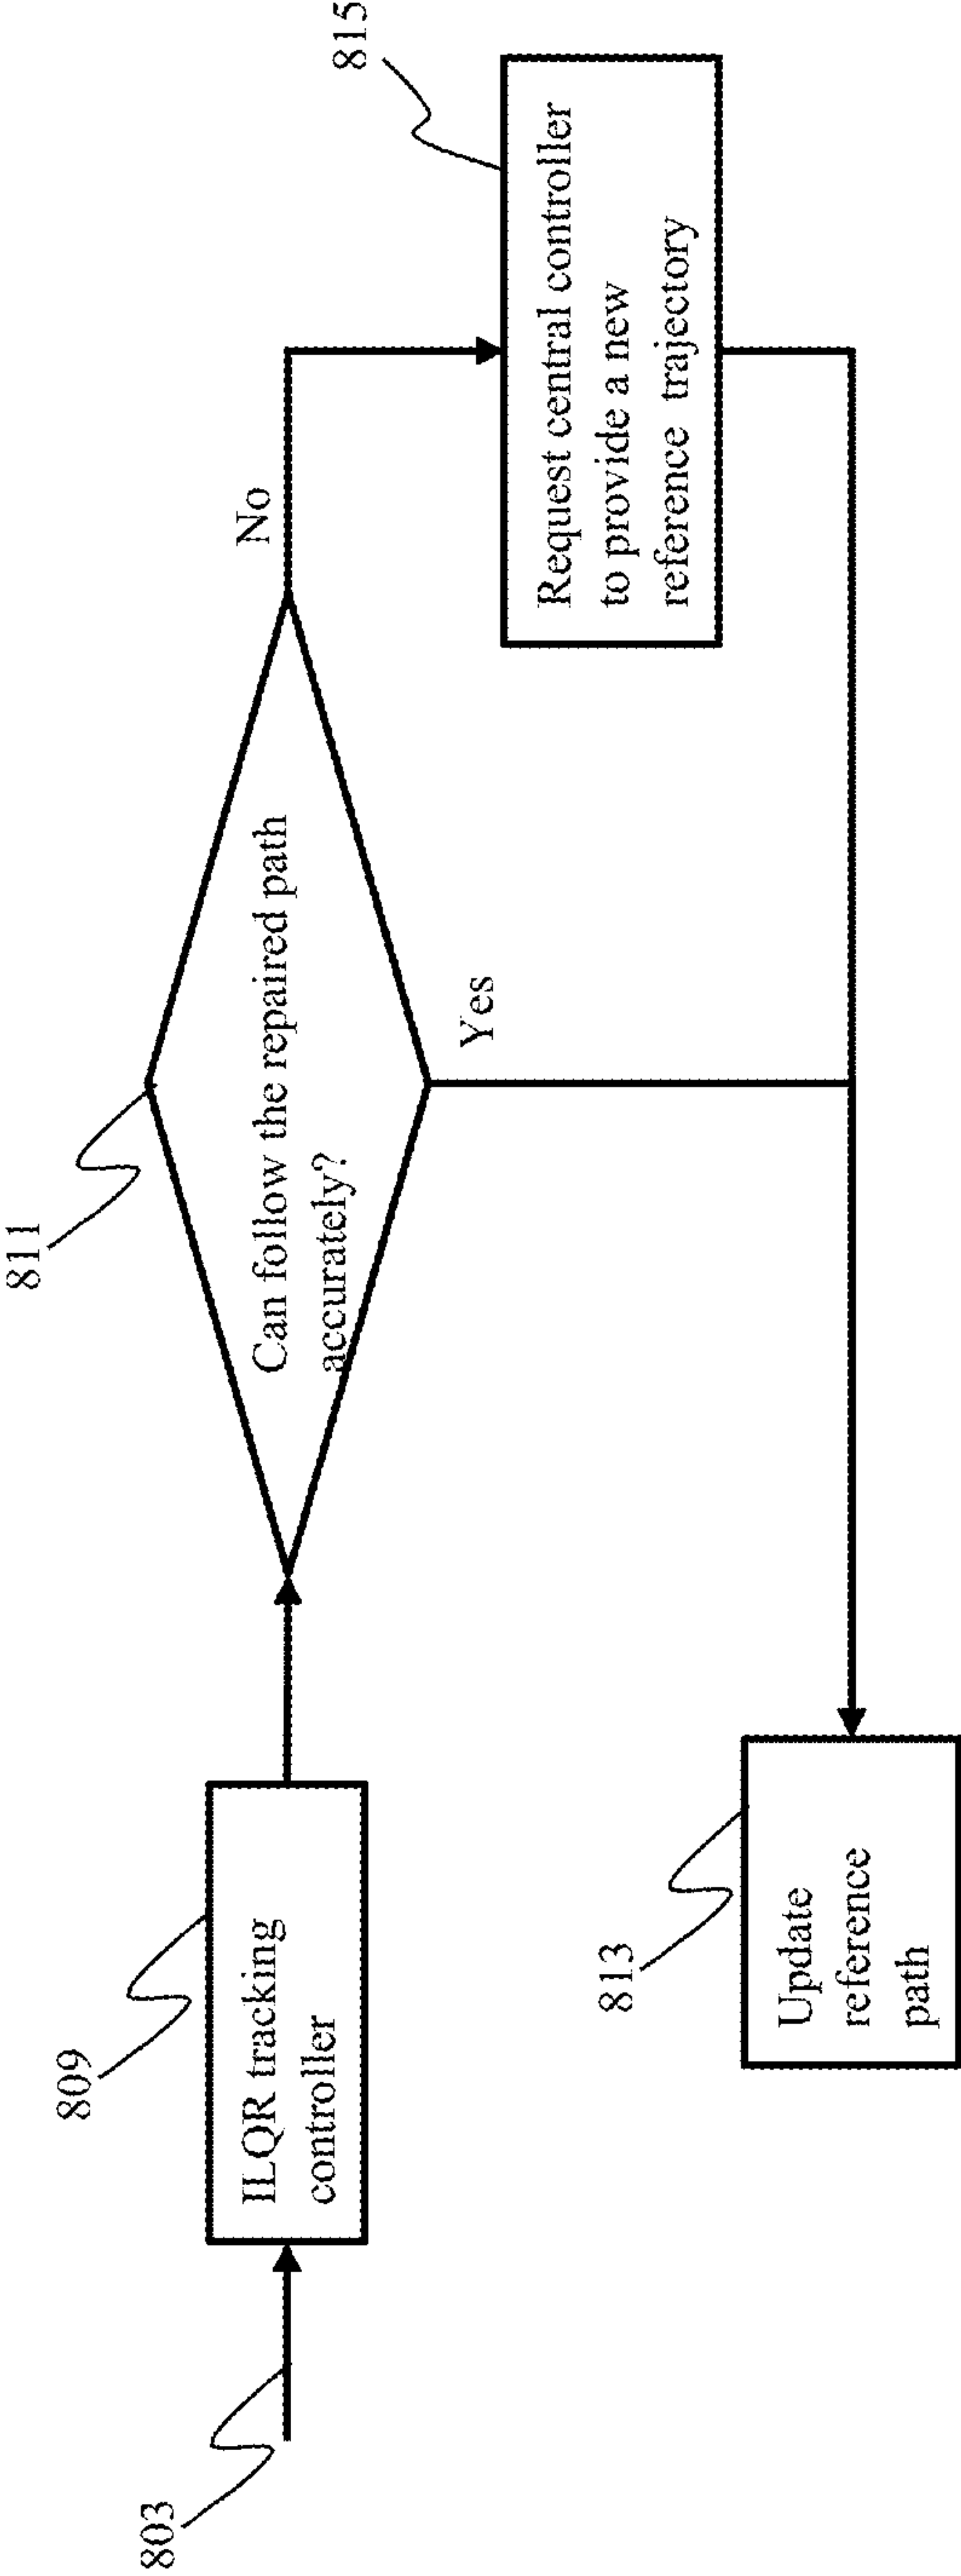 803
809
ILQR tracking
controller
811
Can follow the repaired path
accurately?
No
Yes
815
Request central controller
to provide a new
reference trajectory
813
Update
reference
path